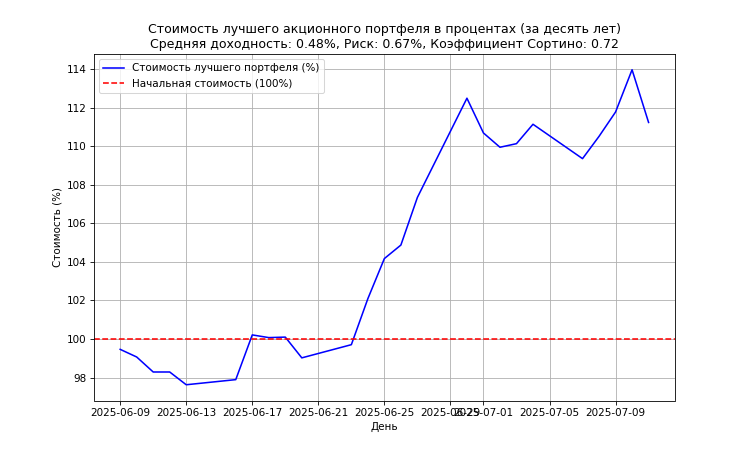 Стоимость лучшего акционного портфеля в процентах (за десять лет)
Средняя доходность: 0.48%, Риск: 0.67%, Коэффициент Сортино: 0.72
Стоимость лучшего портфеля (%)
Начальная стоимость (100%)
Стоимость (%)
114
112
110
108
106
104
102
100
98
2025-06-09 2025-06-13 2025-06-17 2025-06-21 2025-06-25 2025-06-29 2025-07-01 2025-07-05 2025-07-09
День